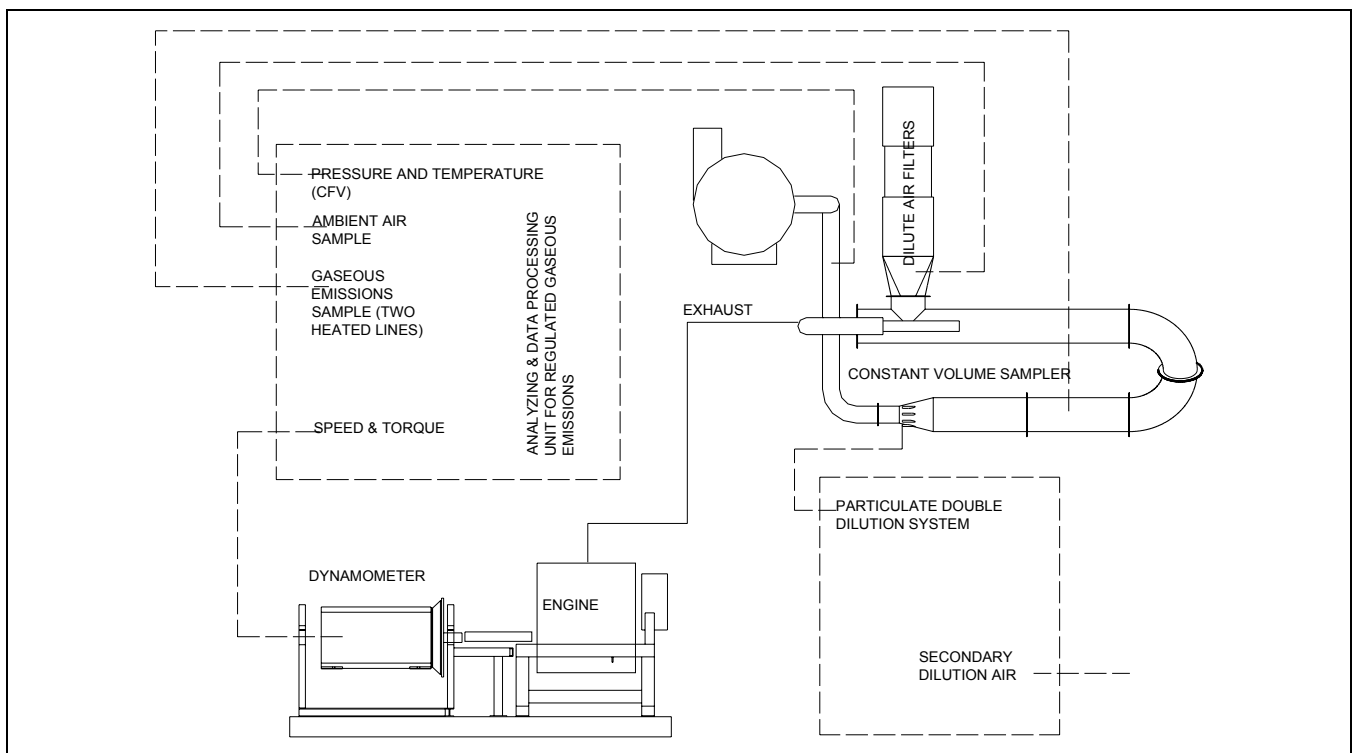 PRESSURE AND TEMPERATURE
(CFV)
AMBIENT AIR
SAMPLE
GASEOUS
EMISSIONS
SAMPLE (TWO
HEATED LINES)
SPEED & TORQUE
ANALYZING & DATA PROCESSING
UNIT FOR REGULATED GASEOUS
EMISSIONS
DILUTE AIR FILTERS
EXHAUST
CONSTANT VOLUME SAMPLER
PARTICULATE DOUBLE
DILUTION SYSTEM
SECONDARY
DILUTION AIR
DYNAMOMETER
ENGINE